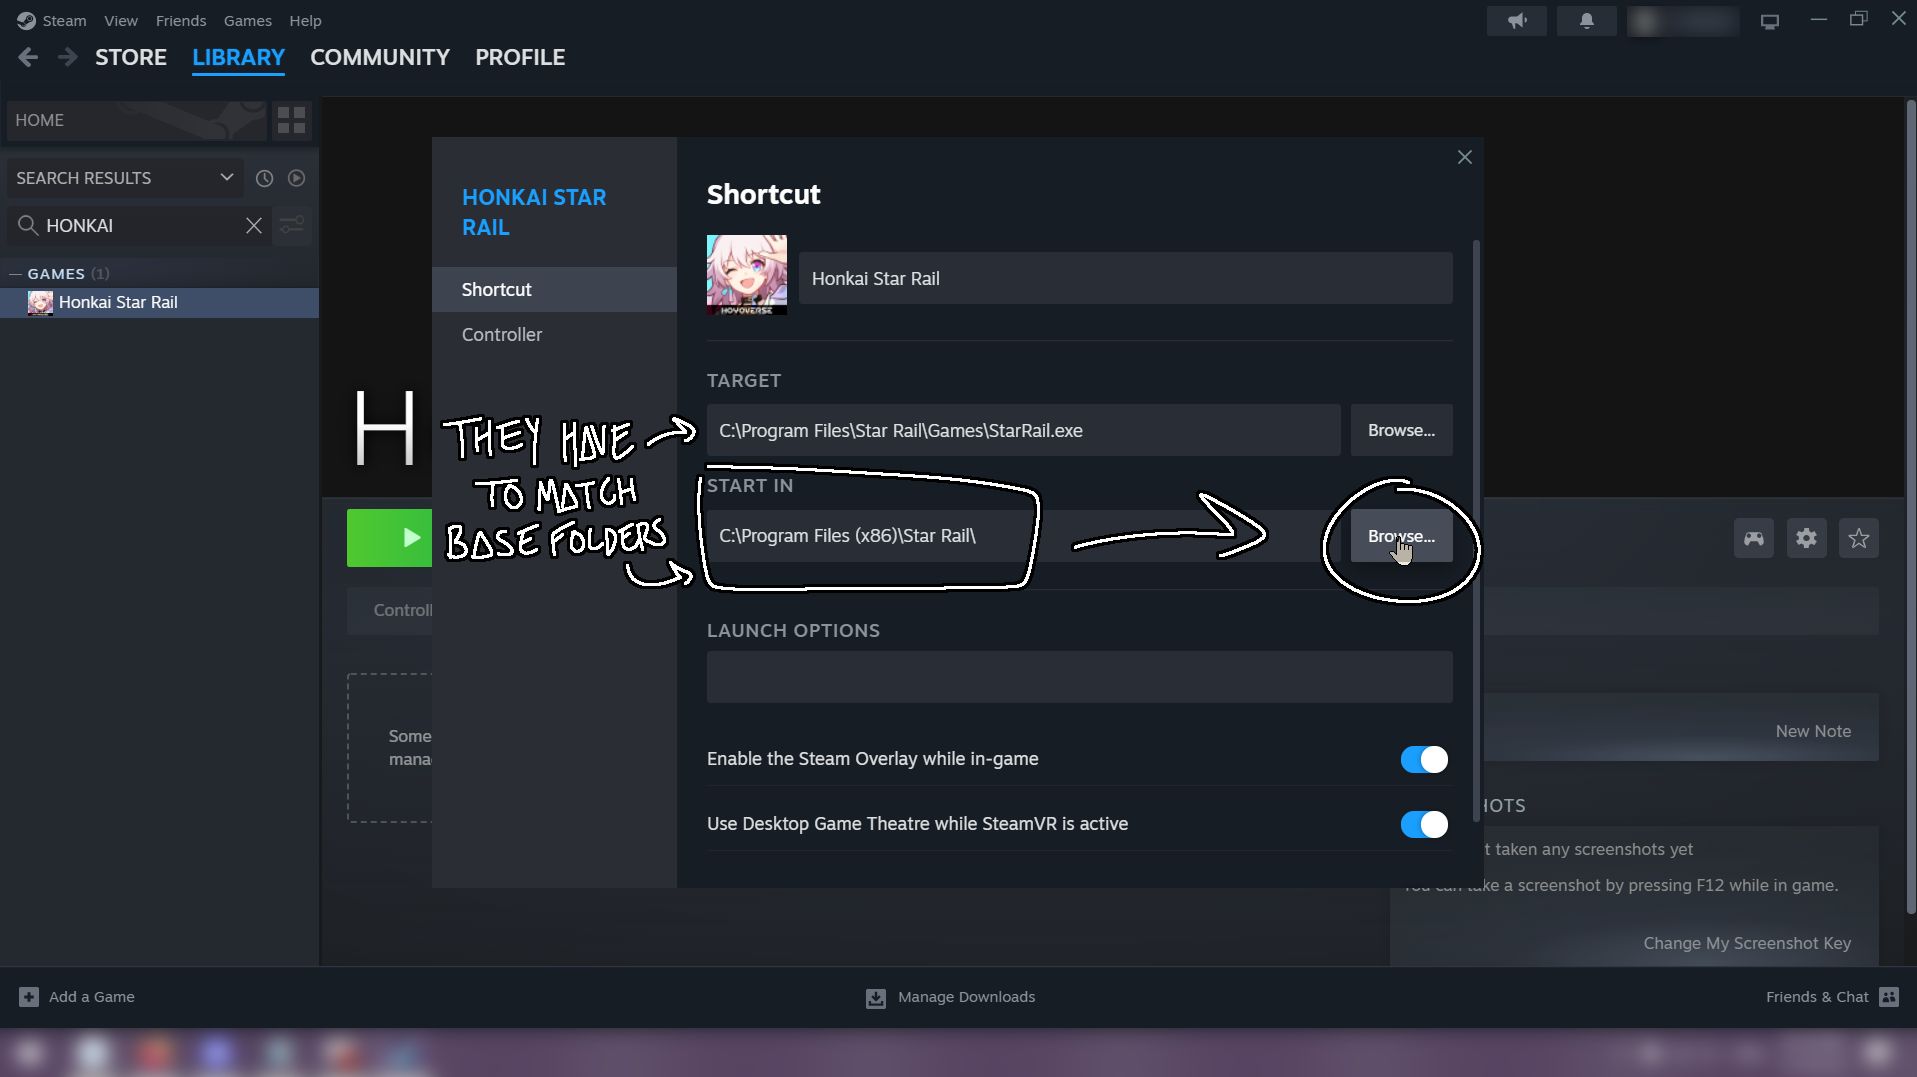 Steam View Friends Games Help
STORE LIBRARY COMMUNITY PROFILE
HOME
SEARCH RESULTS
HONKAI
— GAMES (1)
Honkai Star Rail
H
HONKAI STAR
RAIL
Shortcut
Controller
Shortcut
HOYOVERSE
Honkai Star Rail
TARGET
C:\Program Files\Star Rail\Games\StarRail.exe
Browse...
THEY HAVE
TO MATCH
BASE FOLDERS
START IN
C:\Program Files (x86)\Star Rail\
Browse...
LAUNCH OPTIONS
Enable the Steam Overlay while in-game
Use Desktop Game Theatre while SteamVR is active
Controll
Some
mana
New Note
HOTS
t taken any screenshots yet
You can take a screenshot by pressing F12 while in game.
Change My Screenshot Key
Add a Game
Manage Downloads
Friends & Chat